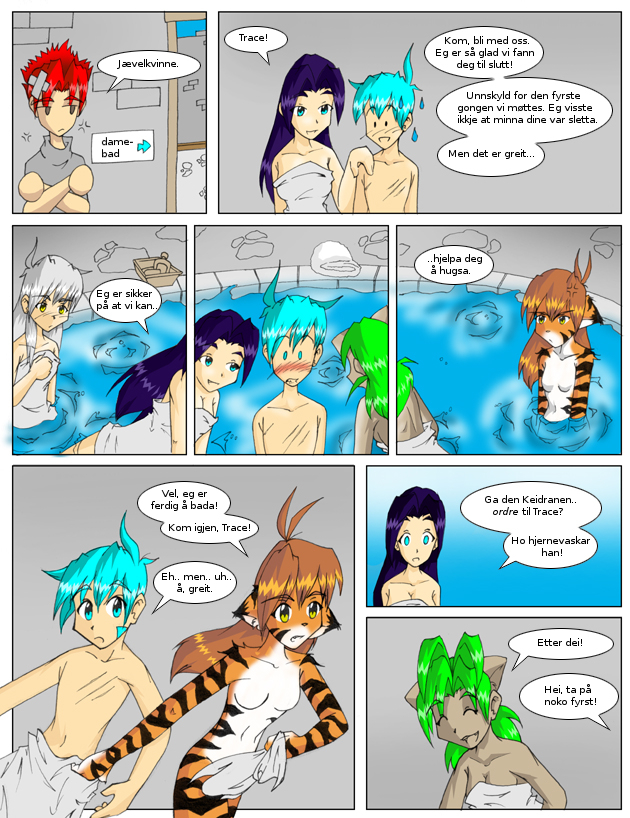 Jævelkvinne.
dame-
bad
Trace!
Kom, bli med oss.
Eg er så glad vi fann
deg til slutt!
Unnskyld for den fyrste
gongen vi møttes. Eg visste
ikkje at minna dine var sletta.
Men det er greit...
Eg er sikker
på at vi kan..
..hjelpa deg
å hugsa.
Vel, eg er
ferdig å bada!
Kom igjen, Trace!
Eh.. men.. uh..
å, greit.
Ga den Keidranen..
ordre til Trace?
Ho hjernevaskar
han!
Etter dei!
Hei, ta på
noko fyrst!